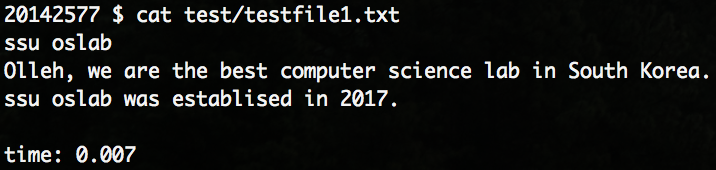 20142577 $ cat test/testfile1.txt
ssu oslab
Olleh, we are the best computer science lab in South Korea.
ssu oslab was establised in 2017.
time: 0.007